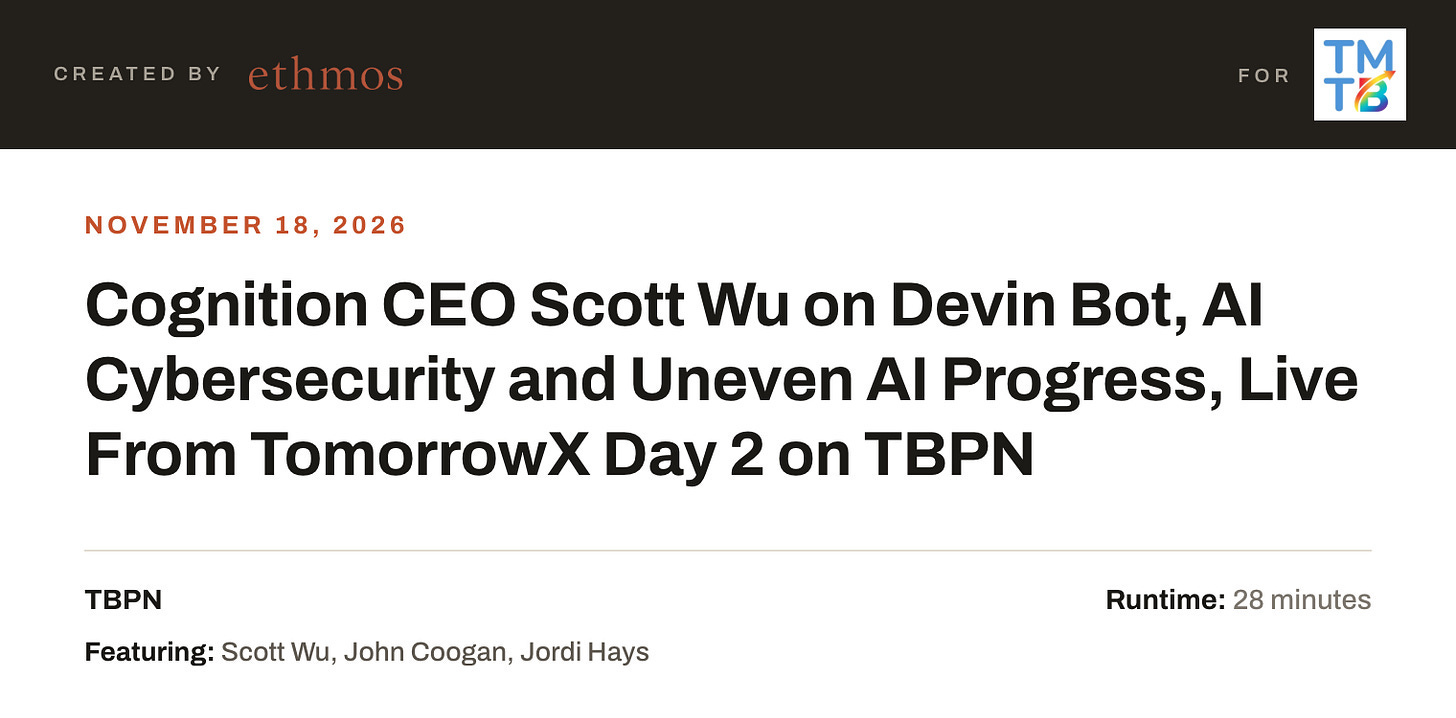 CREATED BY ethmos
FOR
TM
TB
NOVEMBER 18, 2026
Cognition CEO Scott Wu on Devin Bot, AI
Cybersecurity and Uneven AI Progress, Live
From TomorrowX Day 2 on TBPN
TBPN
Runtime: 28 minutes
Featuring: Scott Wu, John Coogan, Jordi Hays